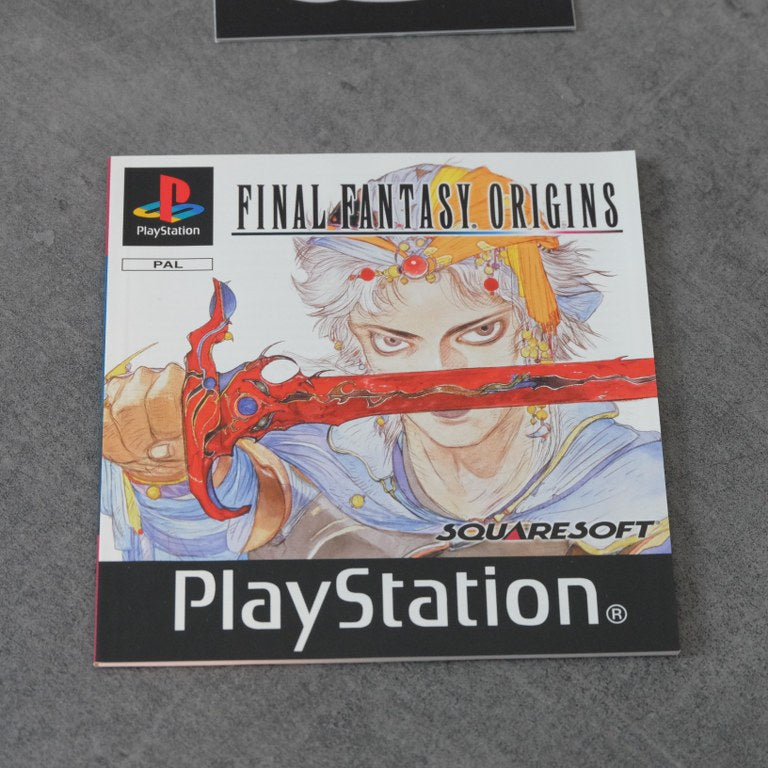 PlayStation
PAL
FINAL FANTASY ORIGINS
SQUARESOFT
PlayStation®